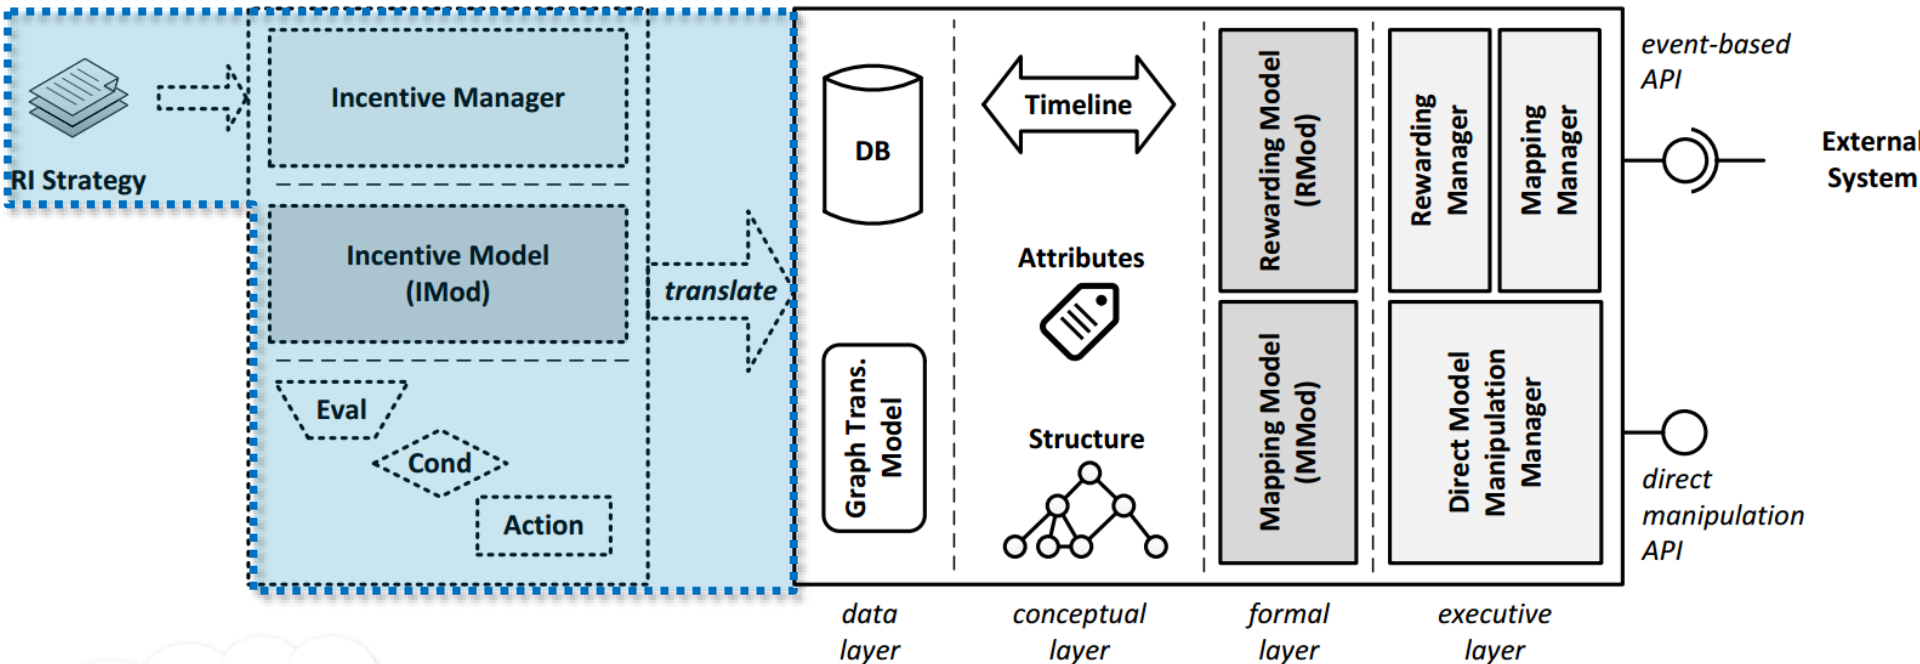 RI Strategy
Incentive Manager
Incentive Model
(IMod)
Eval
Cond
Action
translate
DB
Graph Trans.
Model
Timeline
Attributes
Structure
Rewarding Model
(RMod)
Mapping Model
(MMod)
Rewarding
Manager
Mapping
Manager
Direct Model
Manipulation
Manager
event-based
API
External
System
direct
manipulation
API
data
layer
conceptual
layer
formal
layer
executive
layer